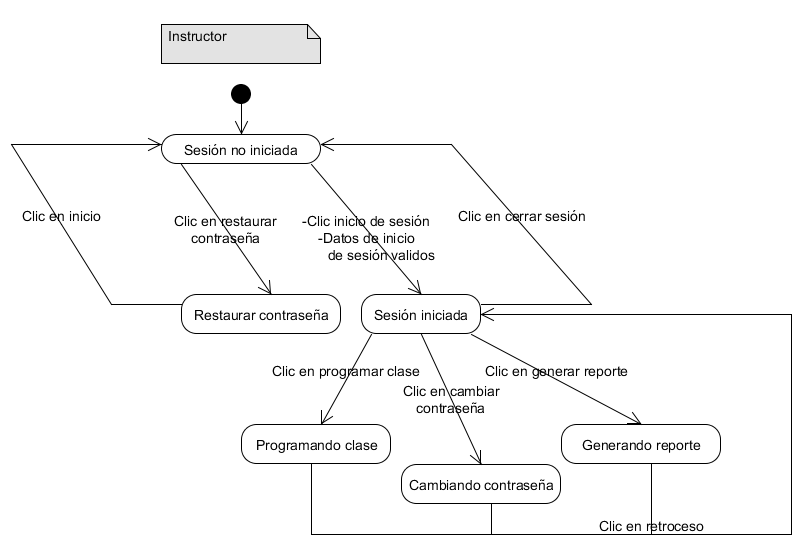 Instructor
Sesión no iniciada
Clic en inicio
Clic en restaurar
contraseña
-Clic inicio de sesión
-Datos de inicio
de sesión validos
Clic en cerrar sesión
Restaurar contraseña
Sesión iniciada
Clic en programar clase
Clic en cambiar
contraseña
Clic en generar reporte
Programando clase
Cambiando contraseña
Generando reporte
Clic en retroceso